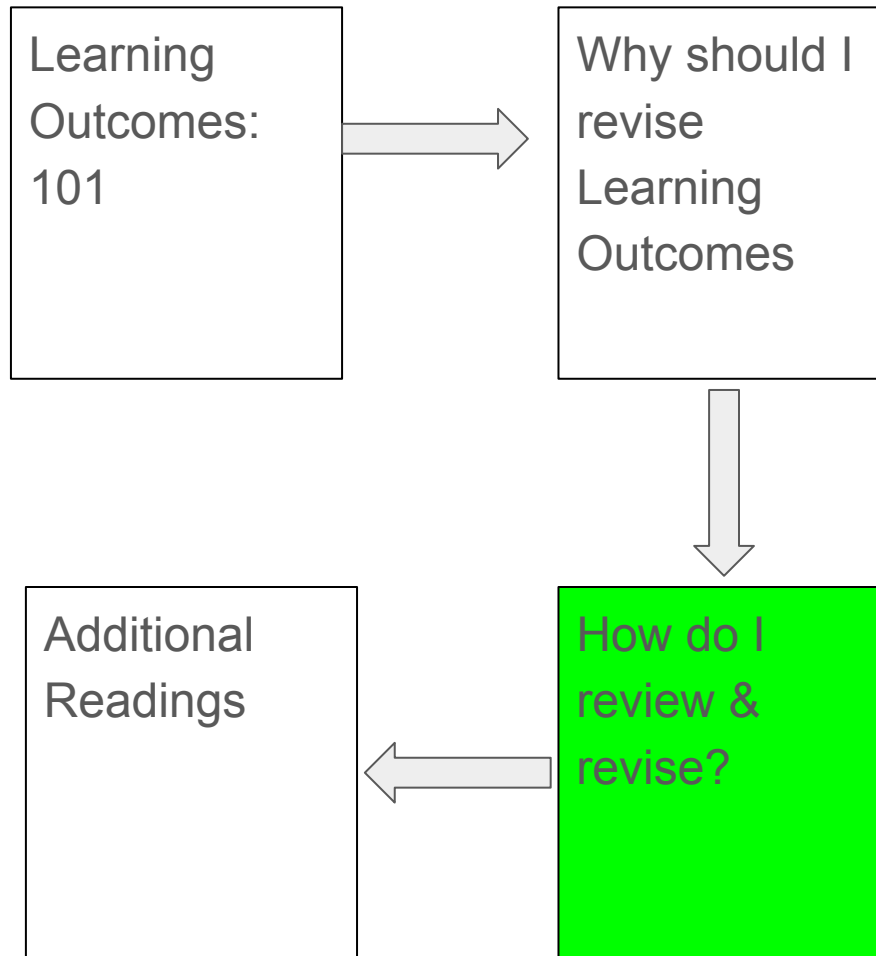 Learning
Outcomes:
101
Why should I
revise
Learning
Outcomes
How do I
review &
revise?
Additional
Readings